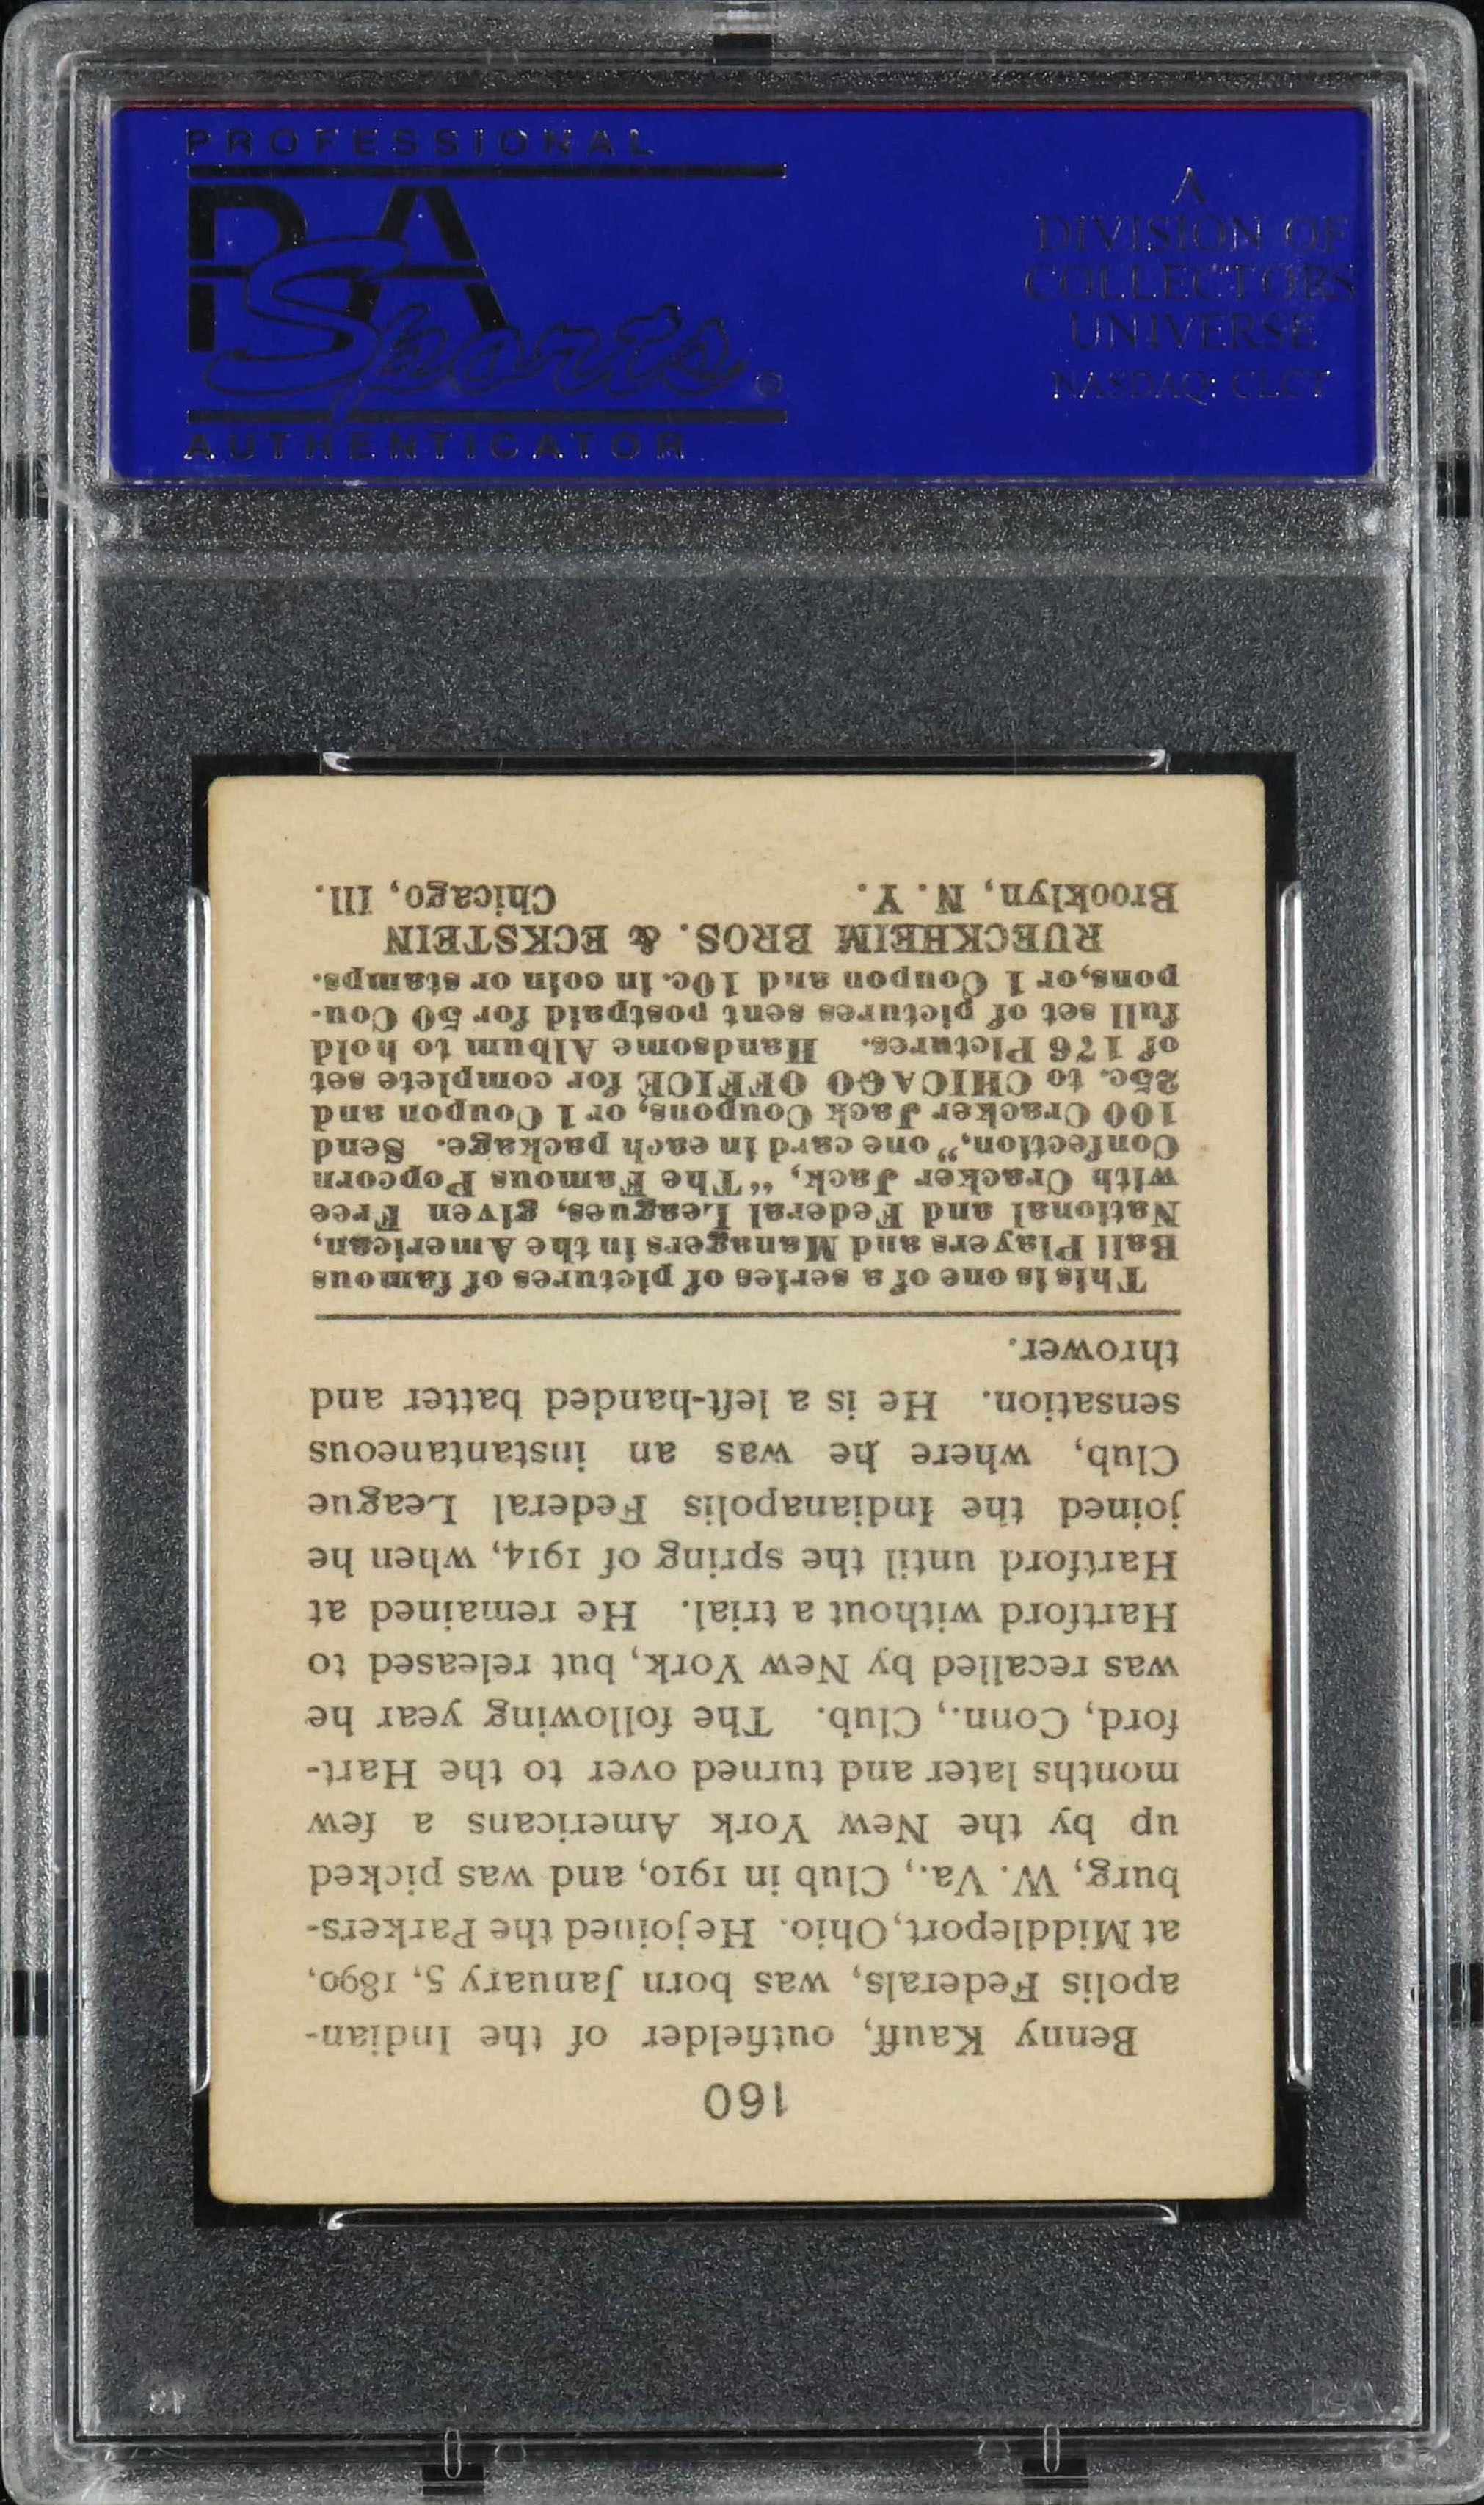 PROFESSIONAL
PSA
Sports®
AUTHENTICATOR
A
DIVISION OF
COLLECTORS
UNIVERSE
NASDAQ: CLCT
160
Benny Kauff, outfielder of the Indian-
apolis Federals, was born January 5, 1890,
at Middleport, Ohio. He joined the Parkers-
burg, W. Va., Club in 1910, and was picked
up by the New York Americans a few
months later and turned over to the Hart-
ford, Conn., Club. The following year he
was recalled by New York, but released to
Hartford without a trial. He remained at
Hartford until the spring of 1914, when he
joined the Indianapolis Federal League
Club, where he was an instantaneous
sensation. He is a left-handed batter and
thrower.
This is one of a series of pictures of famous
Ball Players and Managers in the American,
National and Federal Leagues, given Free
with Cracker Jack, "The Famous Popcorn
Confection," one card in each package. Send
100 Cracker Jack Coupons, or 1 Coupon and
25c. to CHICAGO OFFICE for complete set
of 176 Pictures. Handsome Album to hold
full set of pictures sent postpaid for 50 Cou-
pons, or 1 Coupon and 10c. in coin or stamps.
RUECKHEIM BROS. & ECKSTEIN
Brooklyn, N. Y. Chicago, Ill.